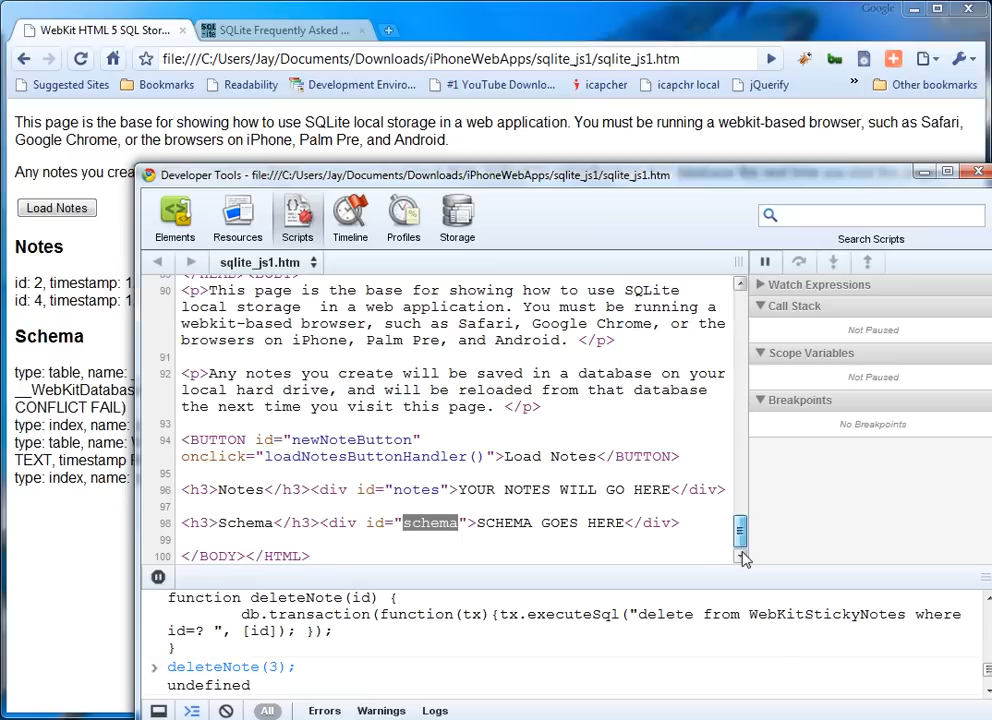 Google
WebKit HTML 5 SQL Stor...
SQLite Frequently Asked ...
file:///C:/Users/Jay/Documents/Downloads/iPhoneWebApps/sqlite_js1/sqlite_js1.htm
Suggested Sites Bookmarks Readability Development Enviro... #1 YouTube Downlo... icapcher icapchr local jQuerify » Other bookmarks
This page is the base for showing how to use SQLite local storage in a web application. You must be running a webkit-based browser, such as Safari,
Google Chrome, or the browsers on iPhone, Palm Pre, and Android.
Any notes you crea
Load Notes
Notes
id: 2, timestamp: 1
id: 4, timestamp: 1
Schema
type: table, name: _
__WebKitDatabas
CONFLICT FAIL)
type: index, name:
type: table, name:
TEXT, timestamp
type: index, name:
Developer Tools - file:///C:/Users/Jay/Documents/Downloads/iPhoneWebApps/sqlite_js1/sqlite_js1.htm
Elements Resources Scripts Timeline Profiles Storage
Search Scripts
sqlite_js1.htm
89 </HEAD><BODY>
90 <p>This page is the base for showing how to use SQLite
local storage  in a web application. You must be running a
webkit-based browser, such as Safari, Google Chrome, or the
browsers on iPhone, Palm Pre, and Android. </p>
91
92 <p>Any notes you create will be saved in a database on your
local hard drive, and will be reloaded from that database
the next time you visit this page. </p>
93
94 <BUTTON id="newNoteButton"
onclick="loadNotesButtonHandler()">Load Notes</BUTTON>
95
96 <h3>Notes</h3><div id="notes">YOUR NOTES WILL GO HERE</div>
97
98 <h3>Schema</h3><div id="schema">SCHEMA GOES HERE</div>
99
100 </BODY></HTML>
Watch Expressions
Call Stack
Not Paused
Scope Variables
Not Paused
Breakpoints
No Breakpoints
function deleteNote(id) {
db.transaction(function(tx){tx.executeSql("delete from WebKitStickyNotes where
id=? ", [id]); });
}
> deleteNote(3);
undefined
All Errors Warnings Logs